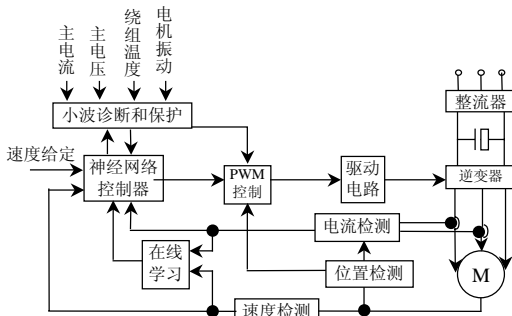 主电流
主电压
绕组温度
电机振动
小波诊断和保护
整流器
速度给定
神经网络
控制器
PWM
控制
驱动
电路
逆变器
电流检测
在线
学习
位置检测
M
速度检测